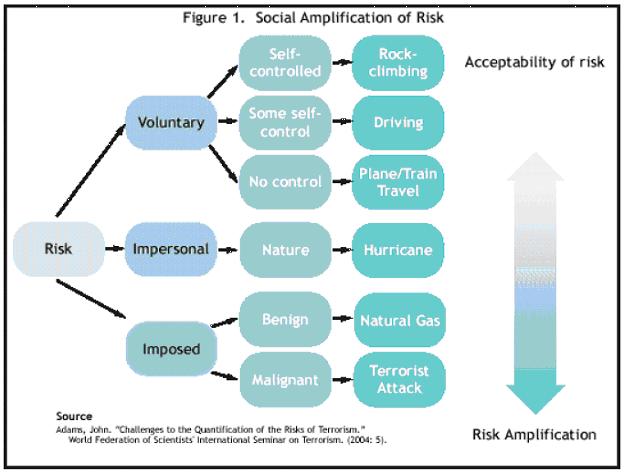 Figure 1. Social Amplification of Risk
Self-
controlled
Rock-
climbing
Acceptability of risk
Voluntary
Some self-
control
Driving
No control
Plane/Train
Travel
Risk
Impersonal
Nature
Hurricane
Benign
Natural Gas
Imposed
Malignant
Terrorist
Attack
Source
Adams, John. "Challenges to the Quantification of the Risks of Terrorism."
World Federation of Scientists' International Seminar on Terrorism. (2004: 5).
Risk Amplification